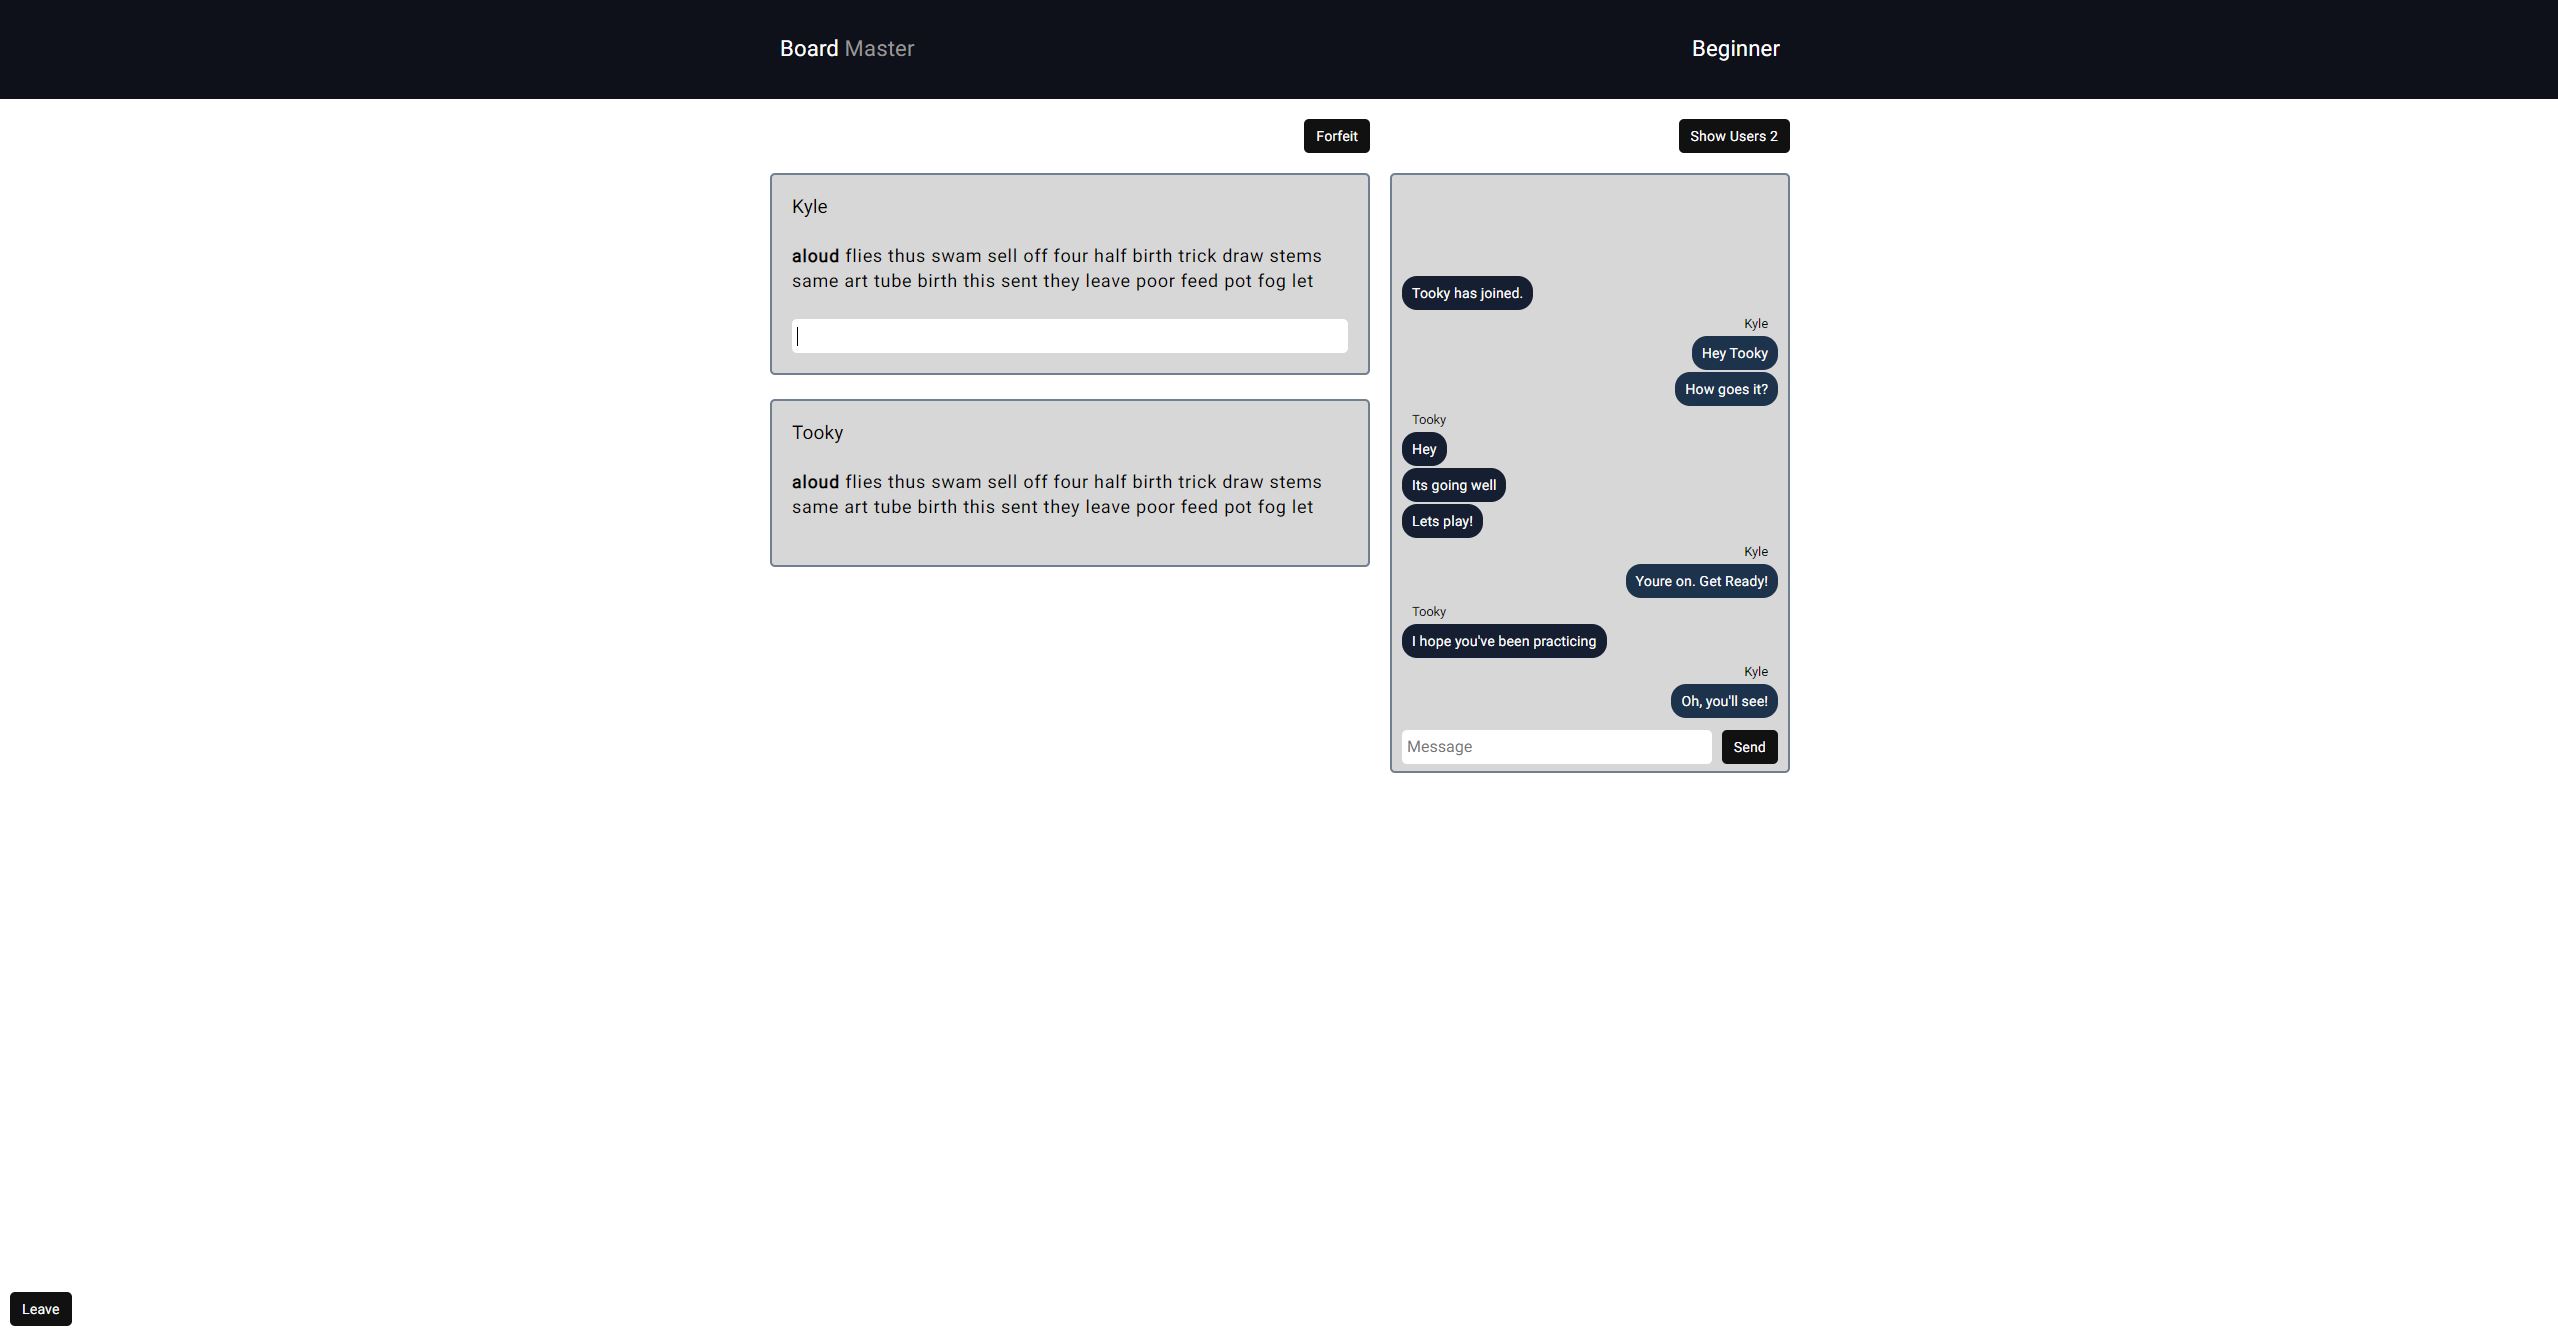 Board Master
Beginner
Forfeit
Show Users 2
Kyle
aloud flies thus swam sell off four half birth trick draw stems
same art tube birth this sent they leave poor feed pot fog let
Tooky
aloud flies thus swam sell off four half birth trick draw stems
same art tube birth this sent they leave poor feed pot fog let
Tooky has joined.
Kyle
Hey Tooky
How goes it?
Tooky
Hey
Its going well
Lets play!
Kyle
Youre on. Get Ready!
Tooky
I hope you've been practicing
Kyle
Oh, you'll see!
Message
Send
Leave